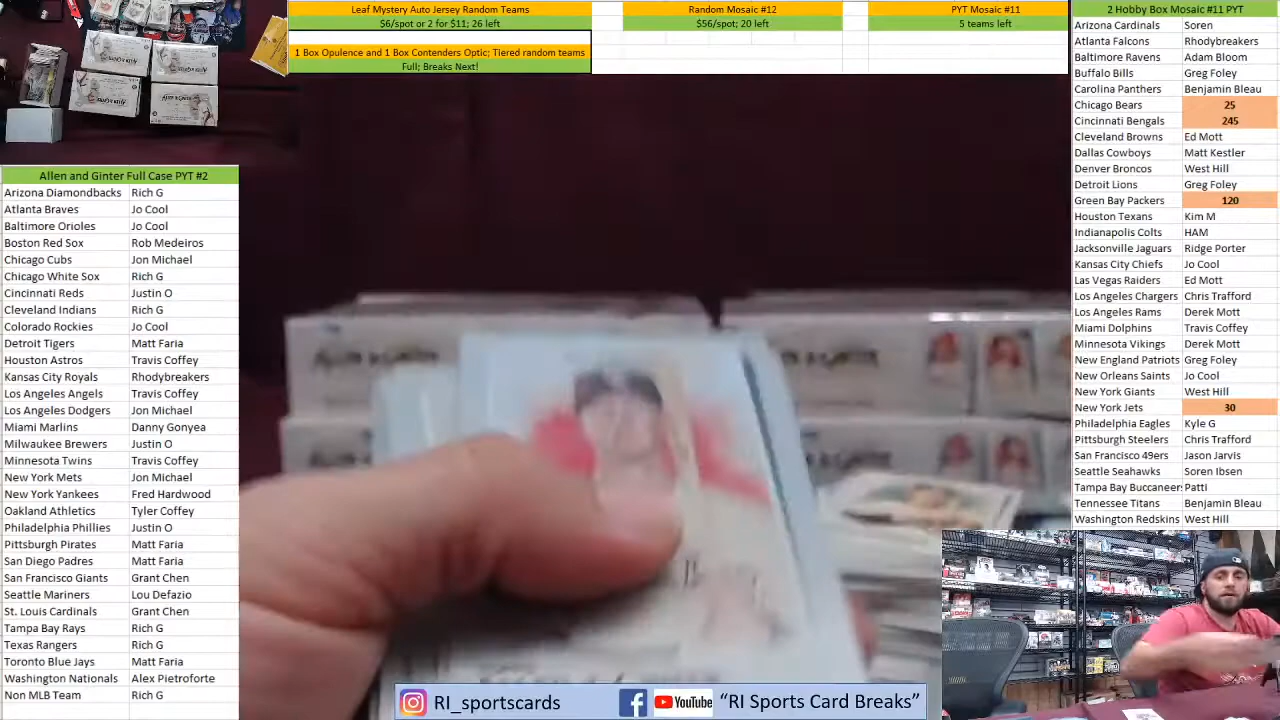 Leaf Mystery Auto Jersey Random Teams
$6/spot or 2 for $11; 26 left
1 Box Opulence and 1 Box Contenders Optic; Tiered random teams
Full; Breaks Next!
Random Mosaic #12
$56/spot; 20 left
PYT Mosaic #11
5 teams left
2 Hobby Box Mosaic #11 PYT
Arizona Cardinals Soren
Atlanta Falcons Rhodybreakers
Baltimore Ravens Adam Bloom
Buffalo Bills Greg Foley
Carolina Panthers Benjamin Bleau
Chicago Bears 25
Cincinnati Bengals 245
Cleveland Browns Ed Mott
Dallas Cowboys Matt Kestler
Denver Broncos West Hill
Detroit Lions Greg Foley
Green Bay Packers 120
Houston Texans Kim M
Indianapolis Colts HAM
Jacksonville Jaguars Ridge Porter
Kansas City Chiefs Jo Cool
Las Vegas Raiders Ed Mott
Los Angeles Chargers Chris Trafford
Los Angeles Rams Derek Mott
Miami Dolphins Travis Coffey
Minnesota Vikings Derek Mott
New England Patriots Greg Foley
New Orleans Saints Jo Cool
New York Giants West Hill
New York Jets 30
Philadelphia Eagles Kyle G
Pittsburgh Steelers Chris Trafford
San Francisco 49ers Jason Jarvis
Seattle Seahawks Soren Ibsen
Tampa Bay Buccaneer Patti
Tennessee Titans Benjamin Bleau
Washington Redskins West Hill
Allen and Ginter Full Case PYT #2
Arizona Diamondbacks Rich G
Atlanta Braves Jo Cool
Baltimore Orioles Jo Cool
Boston Red Sox Rob Medeiros
Chicago Cubs Jon Michael
Chicago White Sox Rich G
Cincinnati Reds Justin O
Cleveland Indians Rich G
Colorado Rockies Jo Cool
Detroit Tigers Matt Faria
Houston Astros Travis Coffey
Kansas City Royals Rhodybreakers
Los Angeles Angels Travis Coffey
Los Angeles Dodgers Jon Michael
Miami Marlins Danny Gonyea
Milwaukee Brewers Justin O
Minnesota Twins Travis Coffey
New York Mets Jon Michael
New York Yankees Fred Hardwood
Oakland Athletics Tyler Coffey
Philadelphia Phillies Justin O
Pittsburgh Pirates Matt Faria
San Diego Padres Matt Faria
San Francisco Giants Grant Chen
Seattle Mariners Lou Defazio
St. Louis Cardinals Grant Chen
Tampa Bay Rays Rich G
Texas Rangers Rich G
Toronto Blue Jays Matt Faria
Washington Nationals Alex Pietroforte
Non MLB Team Rich G
RI_sportscards
YouTube
"RI Sports Card Breaks"